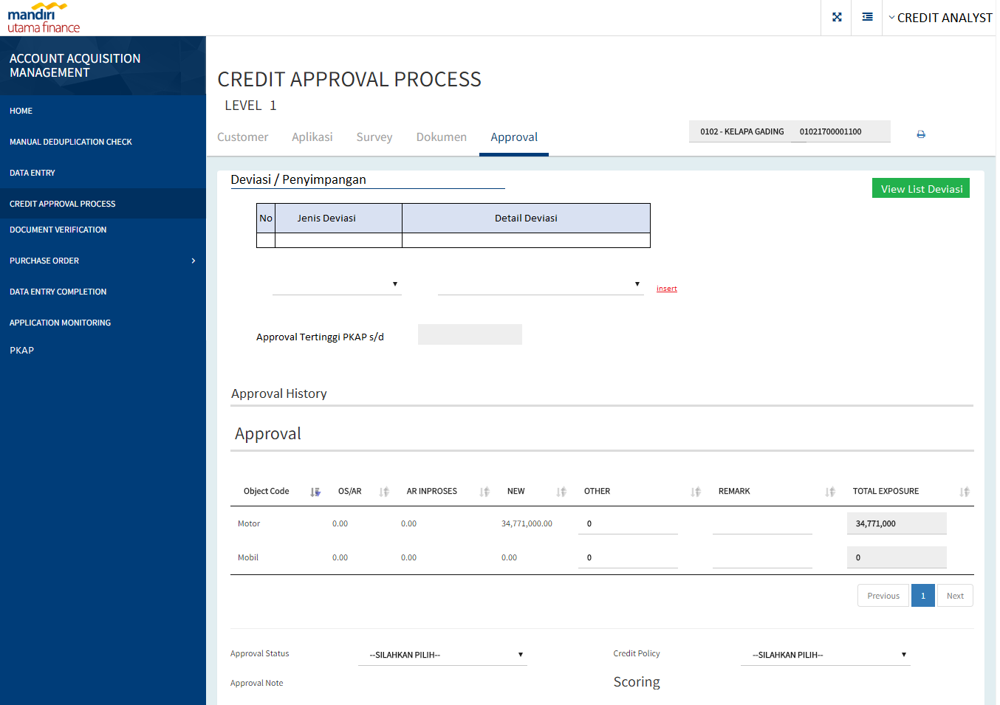 mandiri
utama finance
CREDIT ANALYST
ACCOUNT ACQUISITION
MANAGEMENT
HOME
MANUAL DEDUPLICATION CHECK
DATA ENTRY
CREDIT APPROVAL PROCESS
DOCUMENT VERIFICATION
PURCHASE ORDER
DATA ENTRY COMPLETION
APPLICATION MONITORING
PKAP
CREDIT APPROVAL PROCESS
LEVEL 1
Customer Aplikasi Survey Dokumen Approval
0102 - KELAPA GADING 01021700001100
Deviasi / Penyimpangan
View List Deviasi
No Jenis Deviasi Detail Deviasi
insert
Approval Tertinggi PKAP s/d
Approval History
Approval
Object Code OS/AR AR INPROSES NEW OTHER REMARK TOTAL EXPOSURE
Motor 0.00 0.00 34,771,000.00 0 34,771,000
Mobil 0.00 0.00 0.00 0 0
Previous 1 Next
Approval Status --SILAHKAN PILIH-- Credit Policy --SILAHKAN PILIH--
Approval Note Scoring